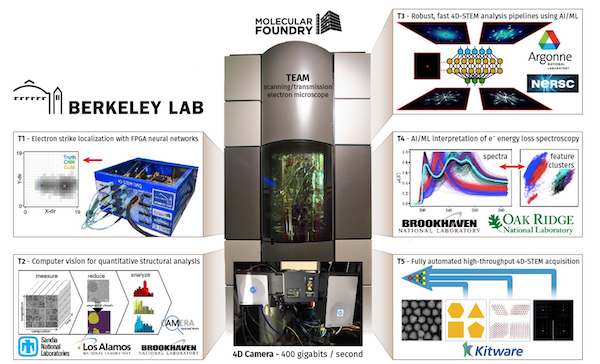 MOLECULAR
FOUNDRY
BERKELEY LAB
TEAM
scanning/transmission
electron microscope
T1 - Electron strike localization with FPGA neural networks
19
Y-dir
0
0
X-dir
19
Truth
CNN
CoM
T2 - Computer vision for quantitative structural analysis
measure
reduce
analyze
Sandia
National
Laboratories
Los Alamos
NATIONAL LABORATORY
BROOKHAVEN
NATIONAL LABORATORY
CAMERA
4D Camera - 400 gigabits / second
T3 - Robust, fast 4D-STEM analysis pipelines using AI/ML
Argonne
NATIONAL LABORATORY
NERSC
T4 - AI/ML interpretation of e⁻ energy loss spectroscopy
spectra
feature
clusters
BROOKHAVEN
NATIONAL LABORATORY
OAK RIDGE
National Laboratory
T5 - Fully automated high-throughput 4D-STEM acquisition
Kitware